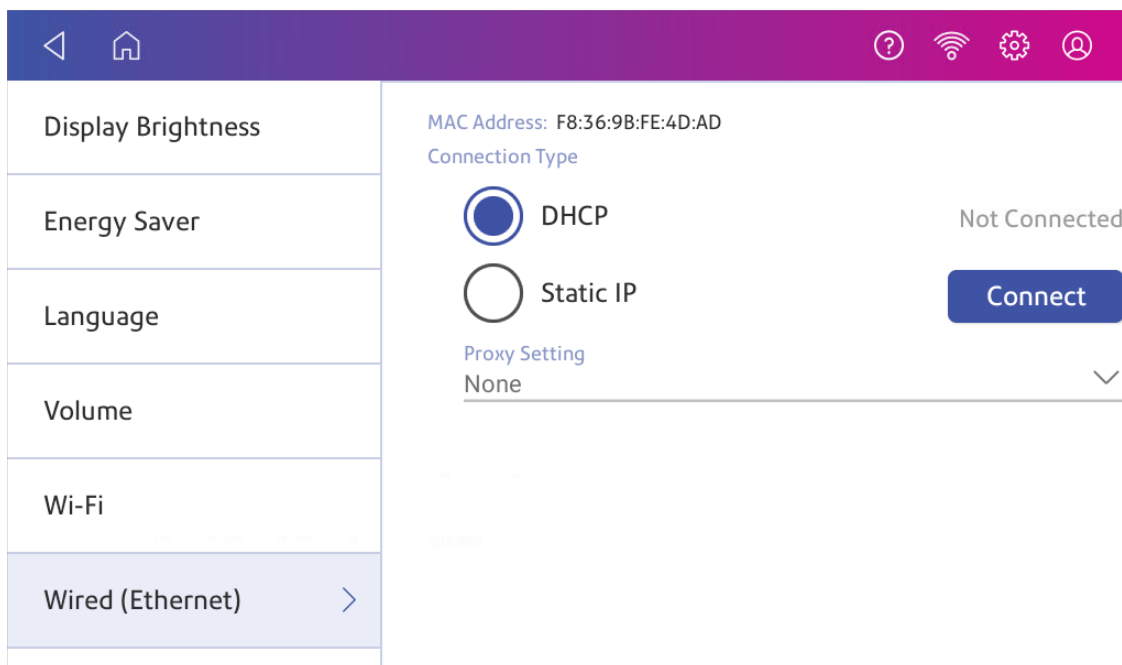 Display Brightness
Energy Saver
Language
Volume
Wi-Fi
Wired (Ethernet)
MAC Address: F8:36:9B:FE:4D:AD
Connection Type
DHCP
Not Connected
Static IP
Connect
Proxy Setting
None